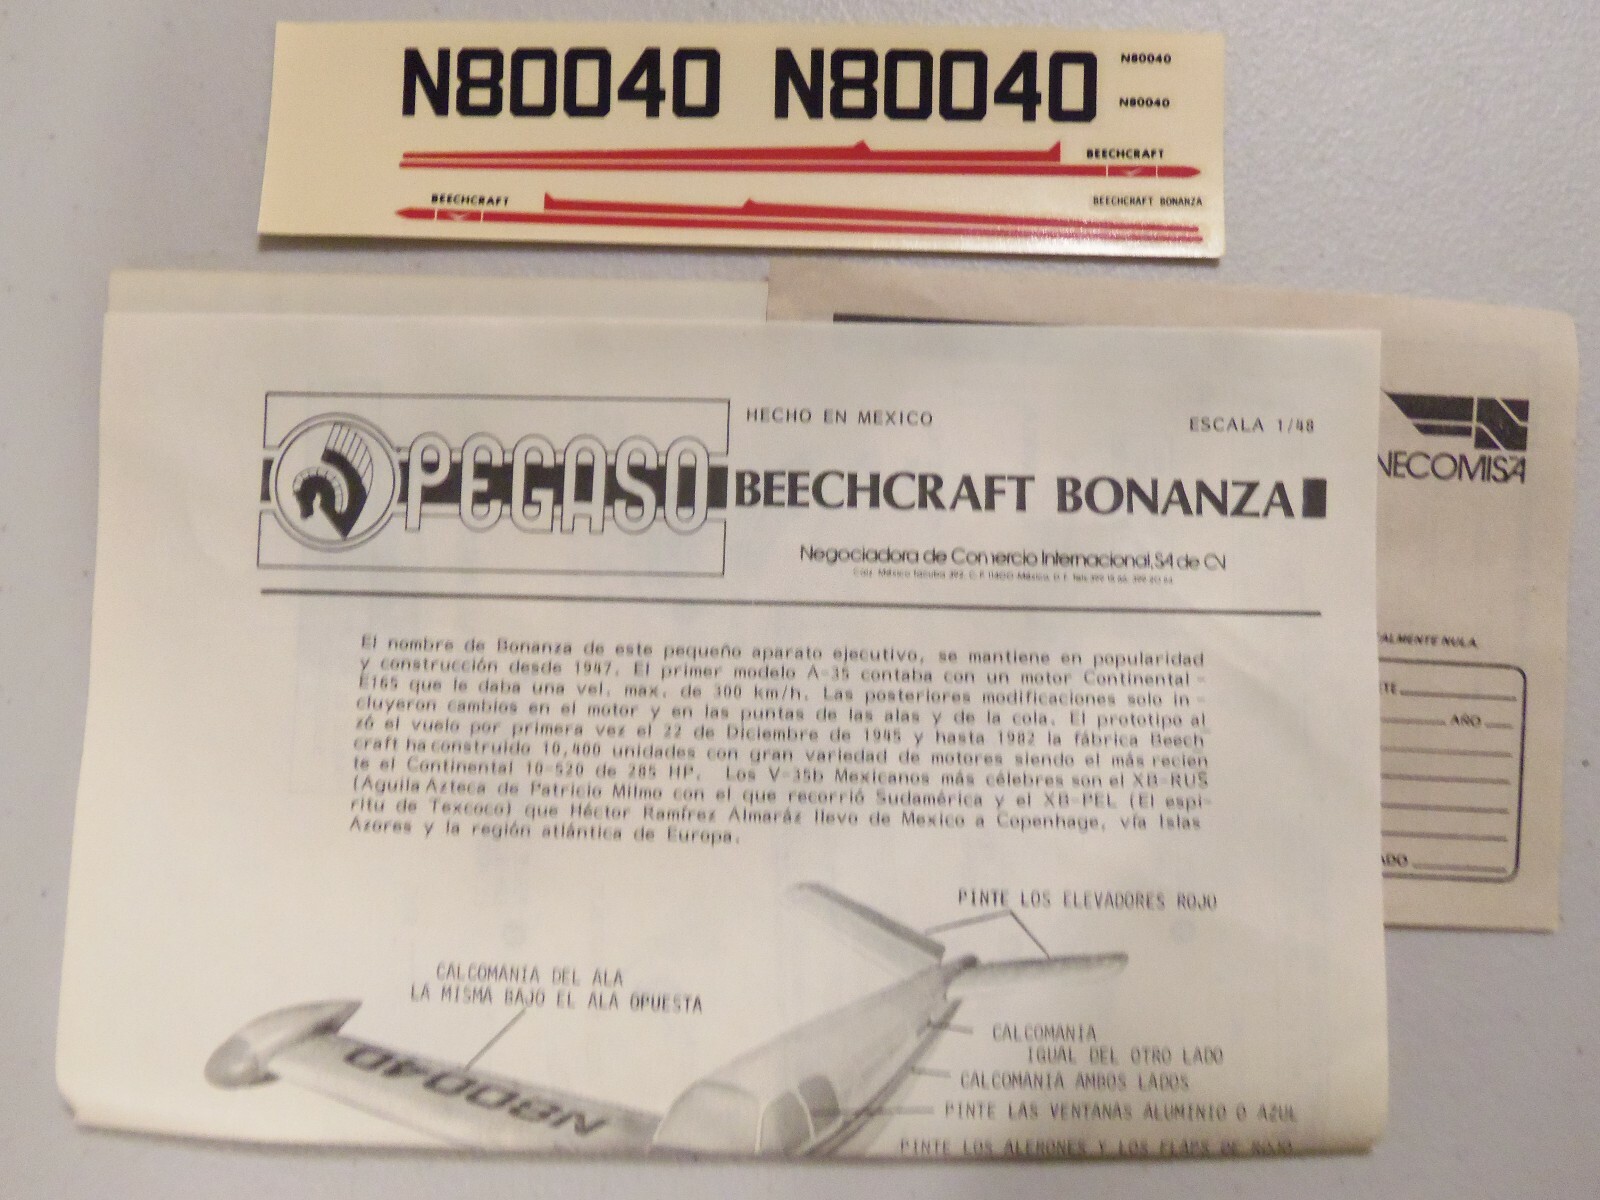 N80040 N80040 N80040
N80040
BEECHCRAFT
BEECHCRAFT
BEECHCRAFT BONANZA
PEGASO
HECHO EN MEXICO
ESCALA 1/48
BEECHCRAFT BONANZA
Negociadora de Comercio Internacional, SA de CV
NECOMISA
El nombre de Bonanza de este pequeño aparato ejecutivo, se mantiene en popularidad
y construcción desde 1947. El primer modelo A-35 contaba con un motor Continental -
E165 que le daba una vel. max. de 300 km/h. Las posteriores modificaciones solo in -
cluyeron cambios en el motor y en las puntas de las alas y de la cola. El prototipo al
zó el vuelo por primera vez el 22 de Diciembre de 1945 y hasta 1982 la fábrica Beech
craft ha construido 10,400 unidades con gran variedad de motores siendo el más recien
te el Continental 10-520 de 285 HP. Los V-35b Mexicanos más célebres son el XB-RUS
(Aguila Azteca de Patricio Milmo con el que recorrió Sudamérica y el XB-PEL (El espí-
ritu de Texcoco) que Héctor Ramírez Almaráz llevo de Mexico a Copenhage, vía Islas
Azores y la región atlántica de Europa.
ALMENTE NULA.
TE
AÑO
ADO
PINTE LOS ELEVADORES ROJO
CALCOMANIA DEL ALA
LA MISMA BAJO EL ALA OPUESTA
N80040
CALCOMANIA
IGUAL DEL OTRO LADO
CALCOMANIA AMBOS LADOS
PINTE LAS VENTANAS ALUMINIO O AZUL
PINTE LOS ALERONES Y LOS FLAPS DE ROJO